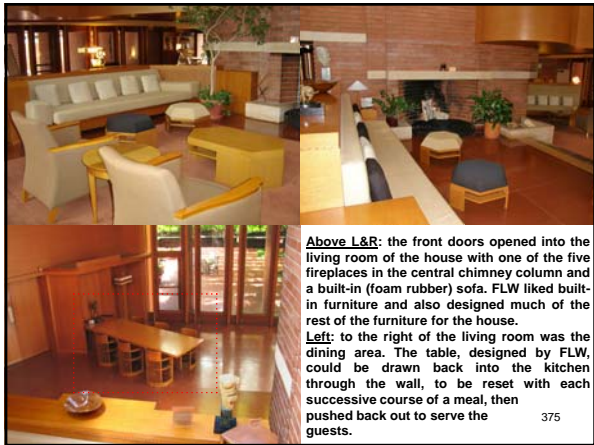 Above L&R: the front doors opened into the
living room of the house with one of the five
fireplaces in the central chimney column and
a built-in (foam rubber) sofa. FLW liked built-
in furniture and also designed much of the
rest of the furniture for the house.
Left: to the right of the living room was the
dining area. The table, designed by FLW,
could be drawn back into the kitchen
through the wall, to be reset with each
successive course of a meal, then
pushed back out to serve the
guests.
375